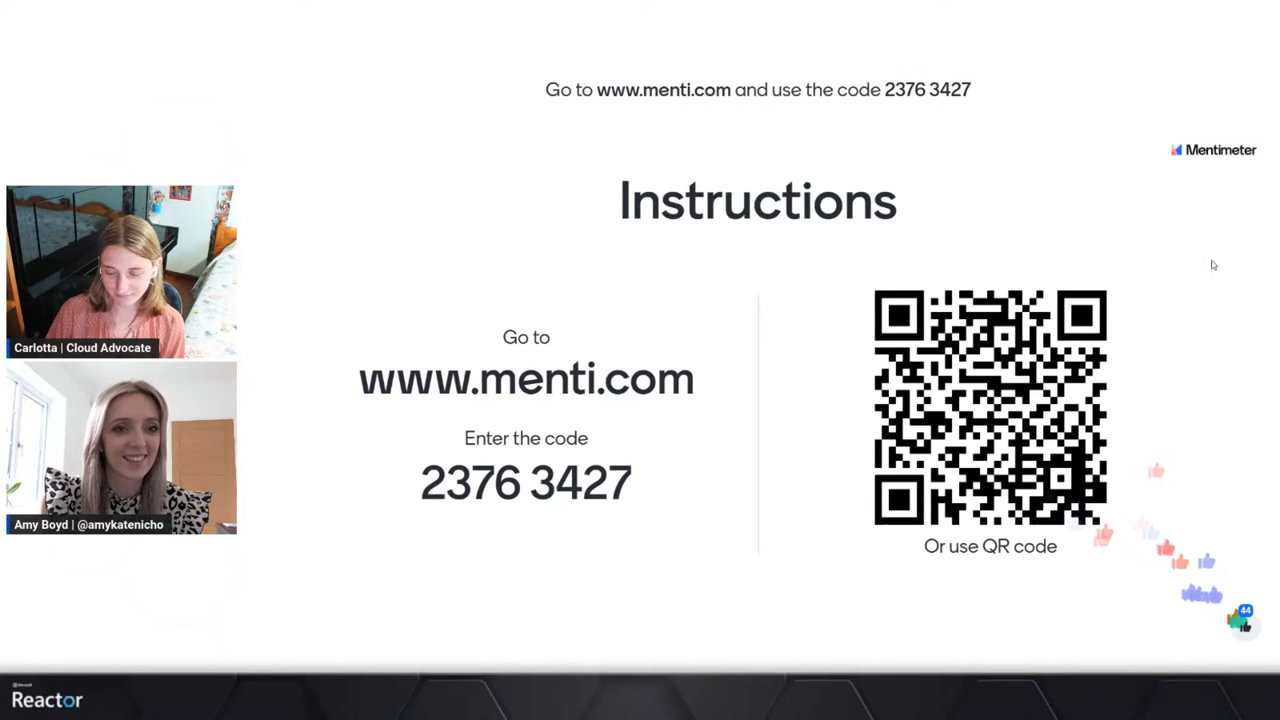 Go to www.menti.com and use the code 2376 3427
Mentimeter
Instructions
Go to
www.menti.com
Enter the code
2376 3427
Or use QR code
Carlotta | Cloud Advocate
Amy Boyd | @amykatenicho
44
Microsoft
Reactor